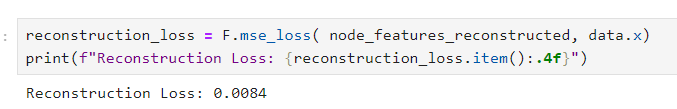 reconstruction_loss = F.mse_loss( node_features_reconstructed, data.x)
print(f"Reconstruction Loss: {reconstruction_loss.item():.4f}")
Reconstruction Loss: 0.0084